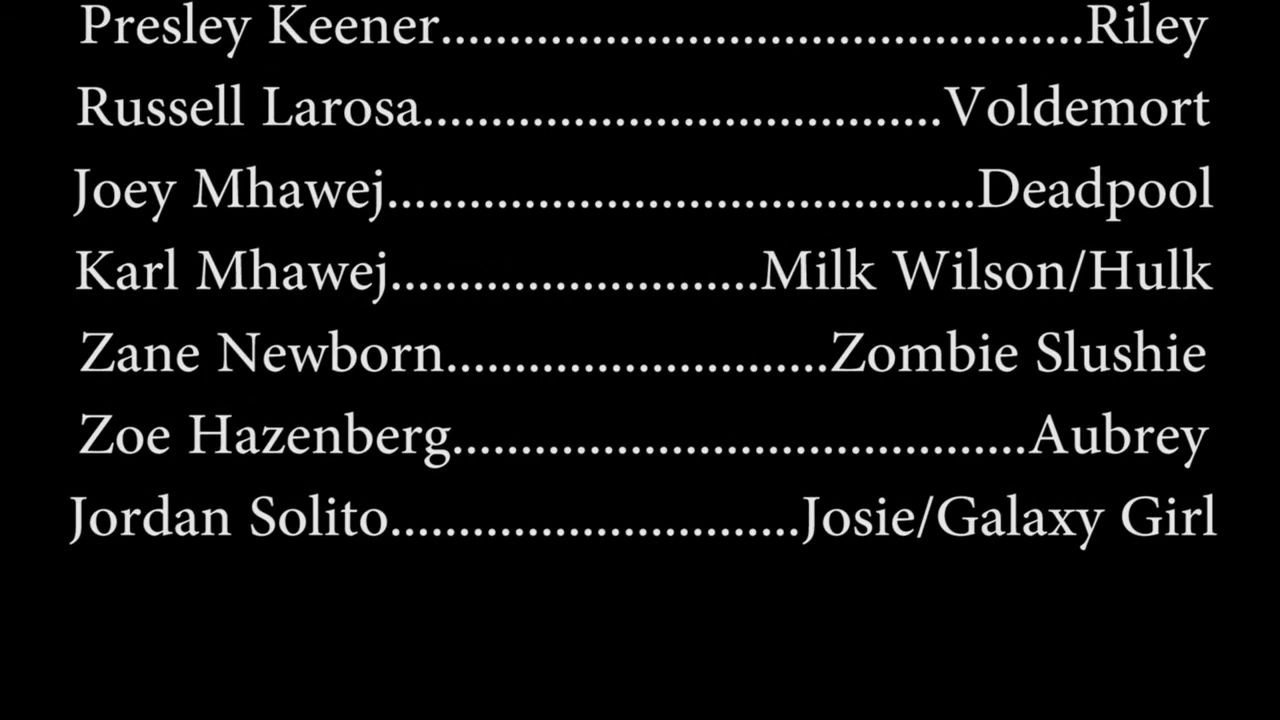 Presley Keener...............................................Riley
Russell Larosa......................................Voldemort
Joey Mhawej...........................................Deadpool
Karl Mhawej...........................Milk Wilson/Hulk
Zane Newborn............................Zombie Slushie
Zoe Hazenberg..........................................Aubrey
Jordan Solito..............................Josie/Galaxy Girl